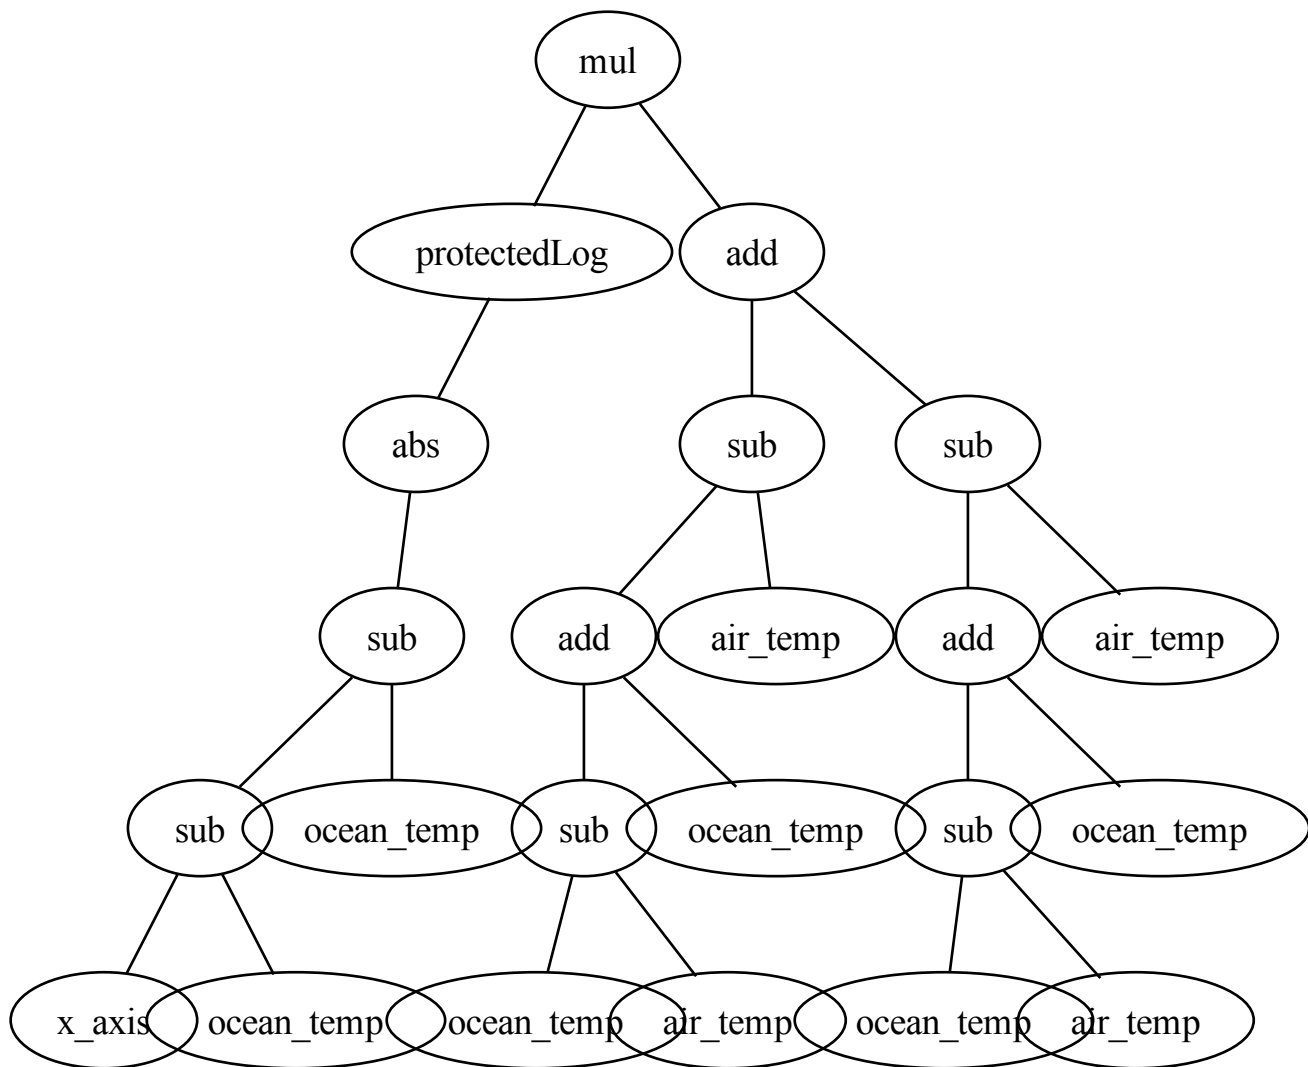 mul
protectedLog add
abs sub sub
sub add air_temp add air_temp
sub ocean_temp sub ocean_temp sub ocean_temp
x_axis ocean_temp ocean_temp air_temp ocean_temp air_temp